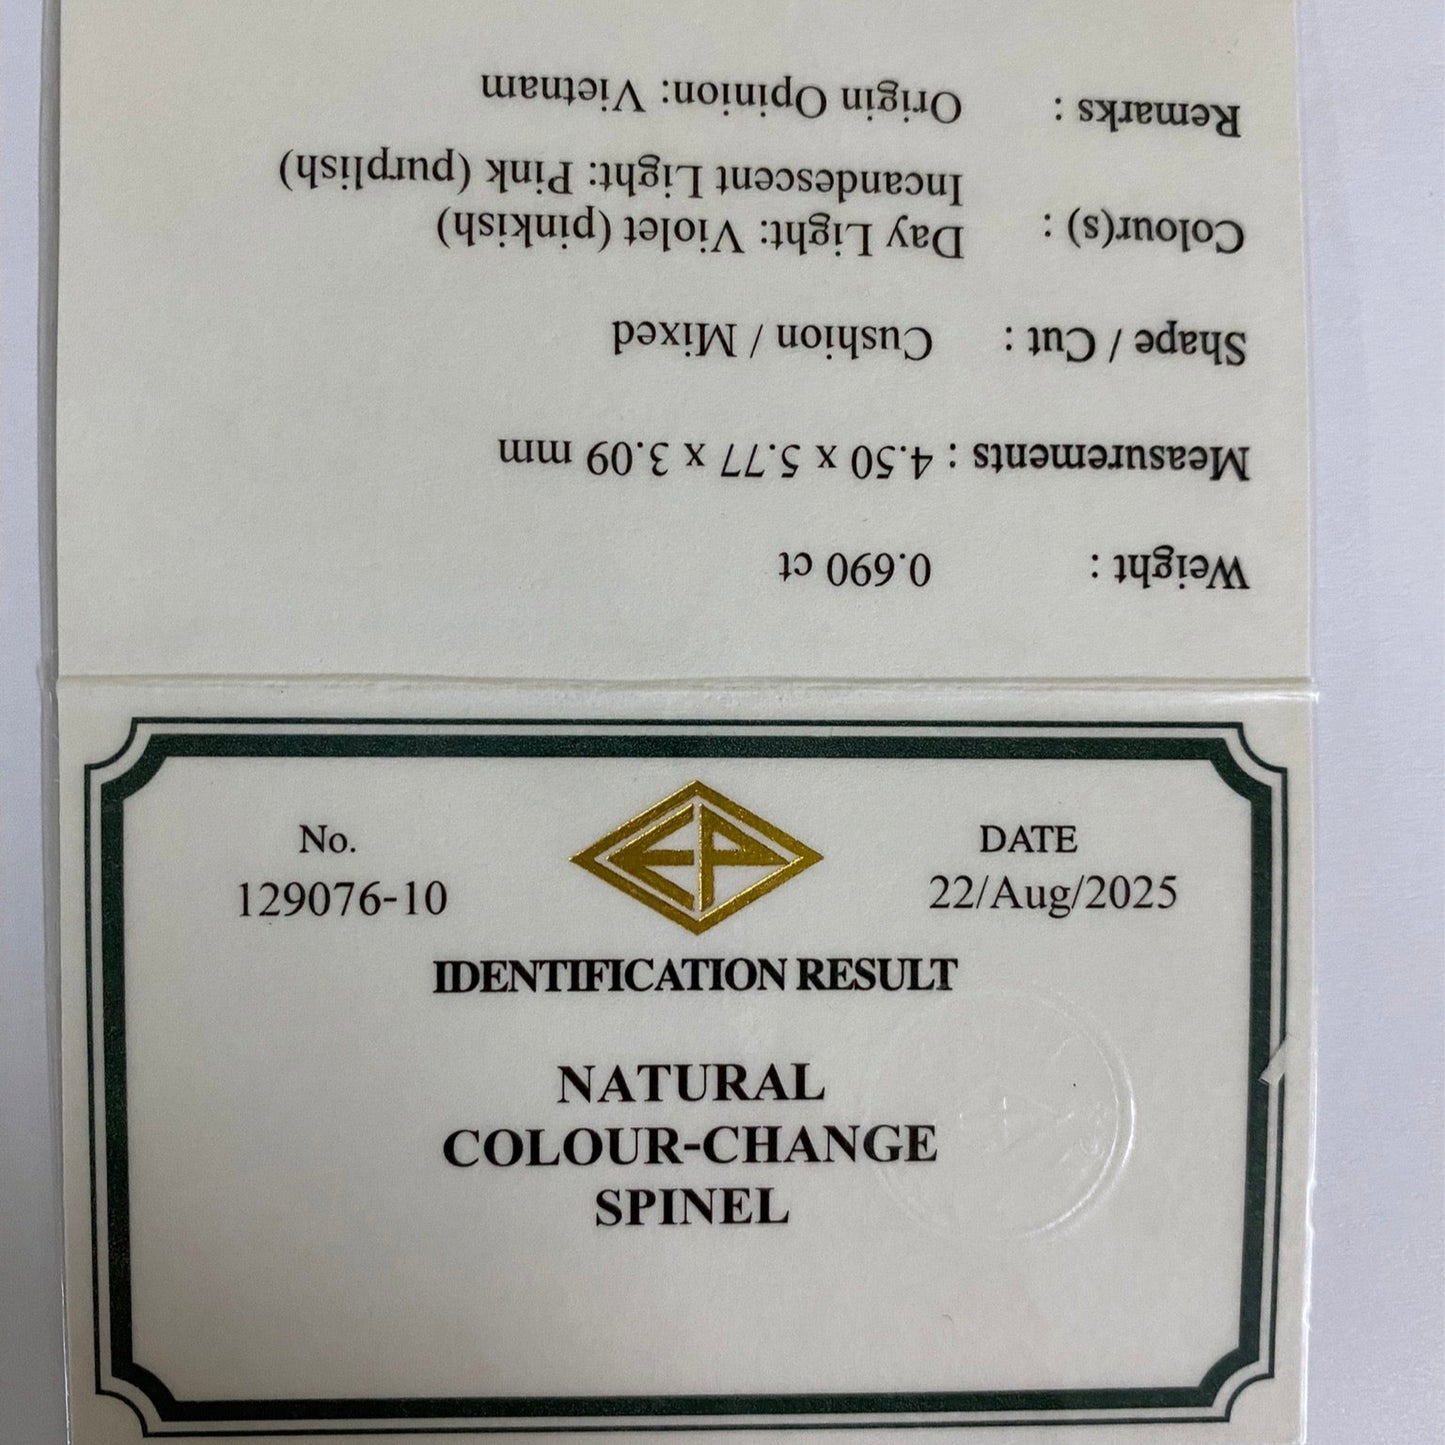 No.
129076-10
EP
DATE
22/Aug/2025
IDENTIFICATION RESULT
NATURAL
COLOUR-CHANGE
SPINEL
Weight : 0.690 ct
Measurements : 4.50 x 5.77 x 3.09 mm
Shape / Cut : Cushion / Mixed
Colour(s) : Day Light: Violet (pinkish)
Incandescent Light: Pink (purplish)
Remarks : Origin Opinion: Vietnam